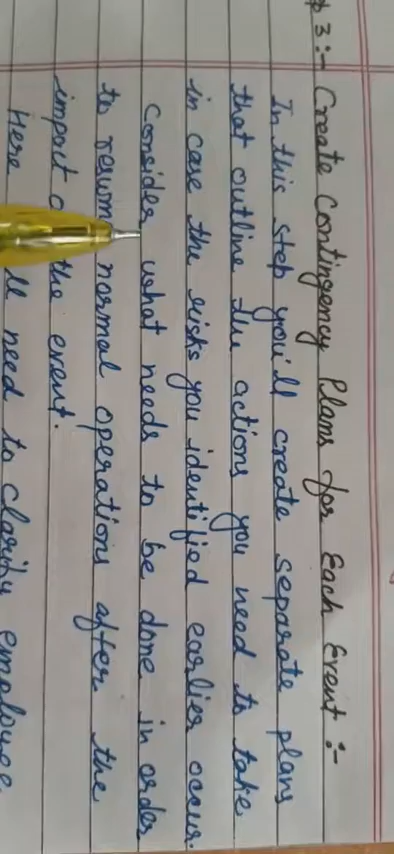 3:- Create Contingency Plans for Each Event :-
In this step you'll create separate plans
that outline the actions you need to take
in case the risks you identified earlier occur.
Consider what needs to be done in order
to normal operations after the
impact the event.
Here need to clarify employee